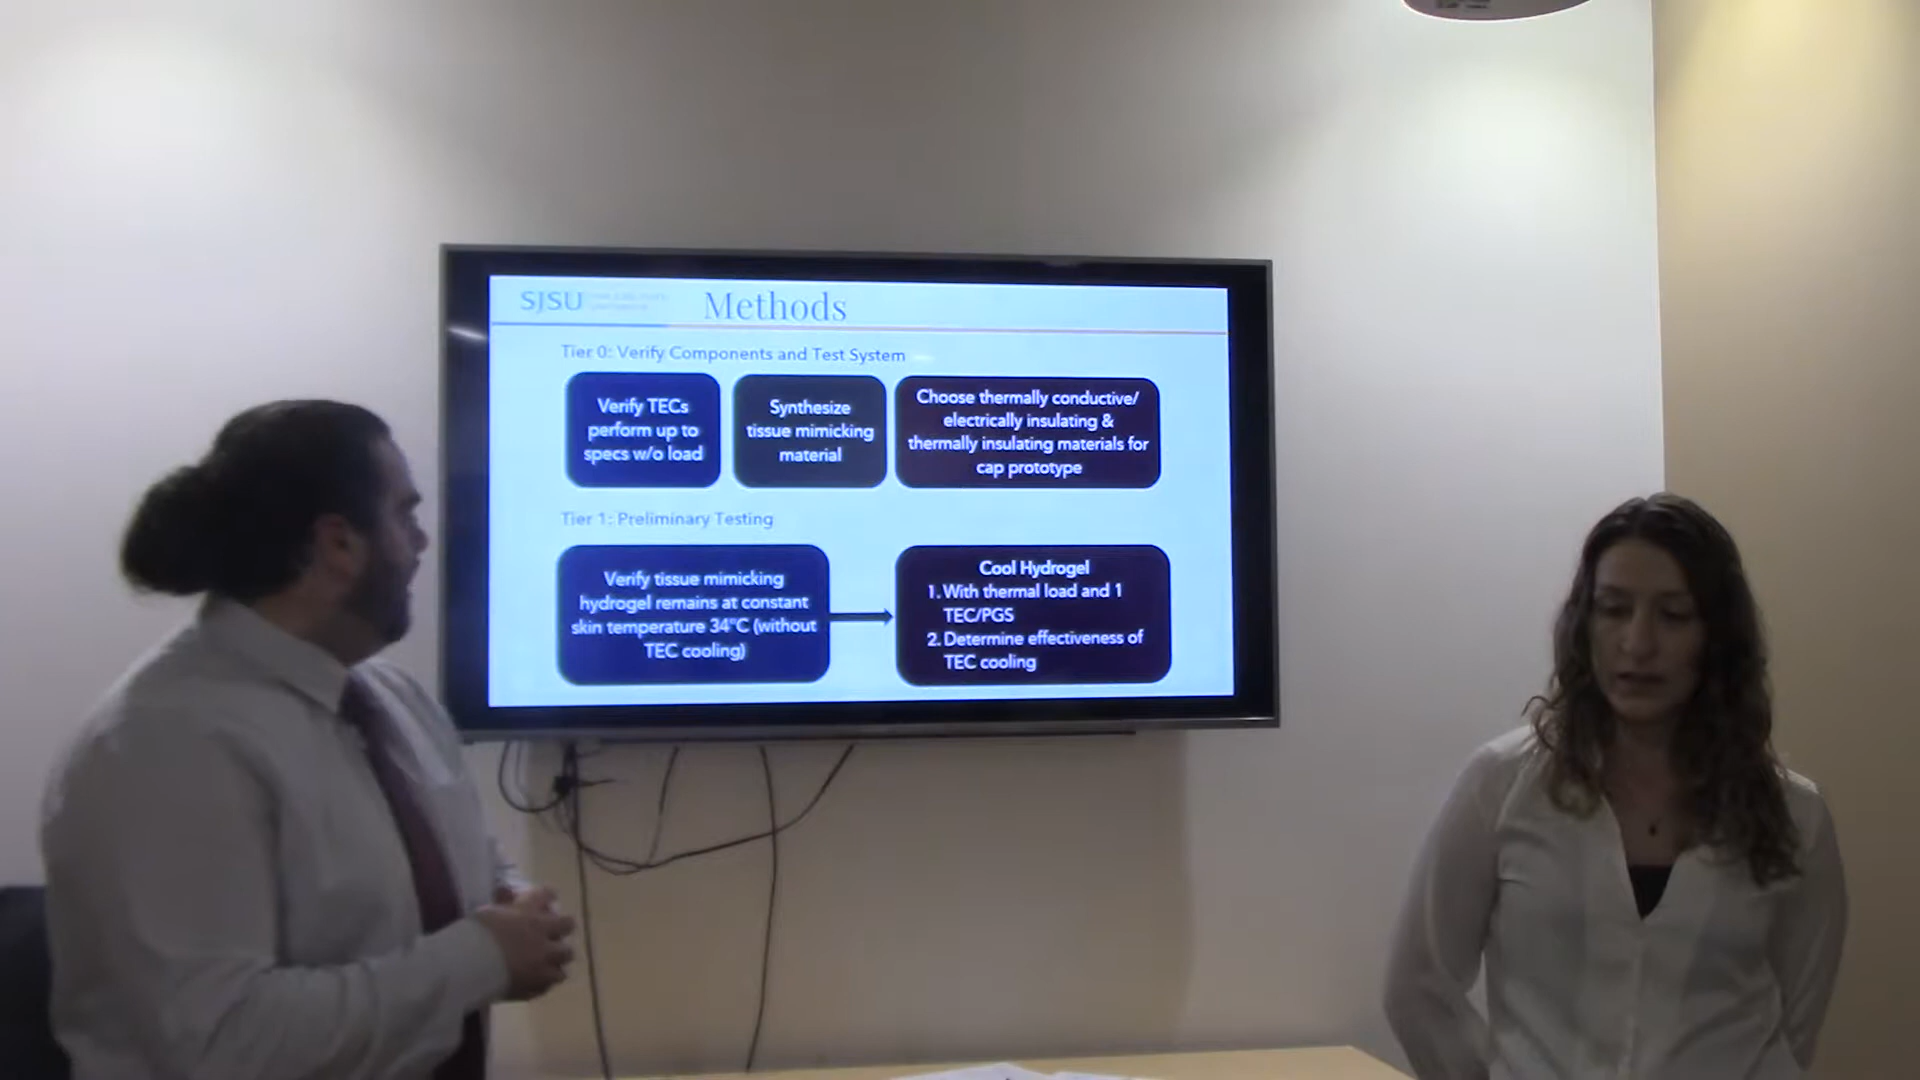 SJSU
Methods
Tier 0: Verify Components and Test System
Verify TECs
perform up to
specs w/o load
Synthesize
tissue mimicking
material
Choose thermally conductive/
electrically insulating &
thermally insulating materials for
cap prototype
Tier 1: Preliminary Testing
Verify tissue mimicking
hydrogel remains at constant
skin temperature 34°C (without
TEC cooling)
Cool Hydrogel
1. With thermal load and 1
TEC/PGS
2. Determine effectiveness of
TEC cooling